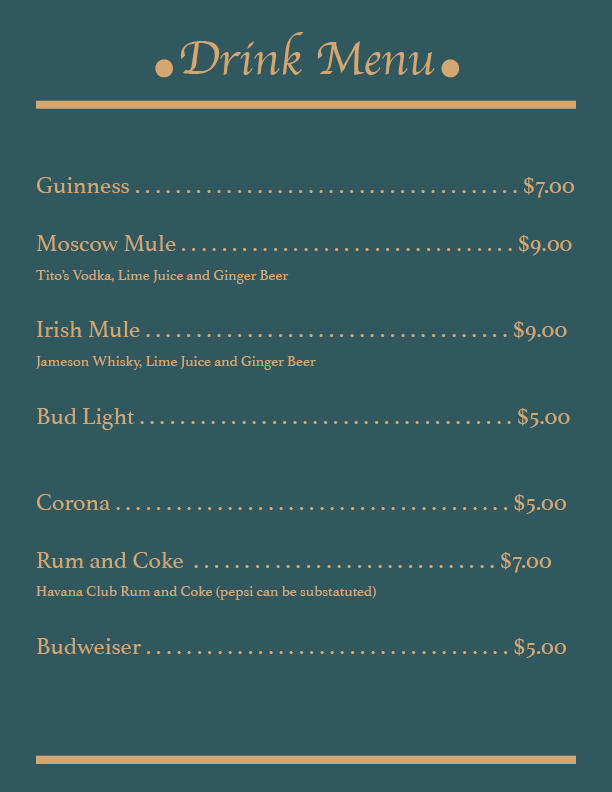 Drink Menu
Guinness ...................................... $7.00
Moscow Mule ................................. $9.00
Tito's Vodka, Lime Juice and Ginger Beer
Irish Mule .................................... $9.00
Jameson Whisky, Lime Juice and Ginger Beer
Bud Light ..................................... $5.00
Corona ....................................... $5.00
Rum and Coke .............................. $7.00
Havana Club Rum and Coke (pepsi can be substatuted)
Budweiser .................................... $5.00